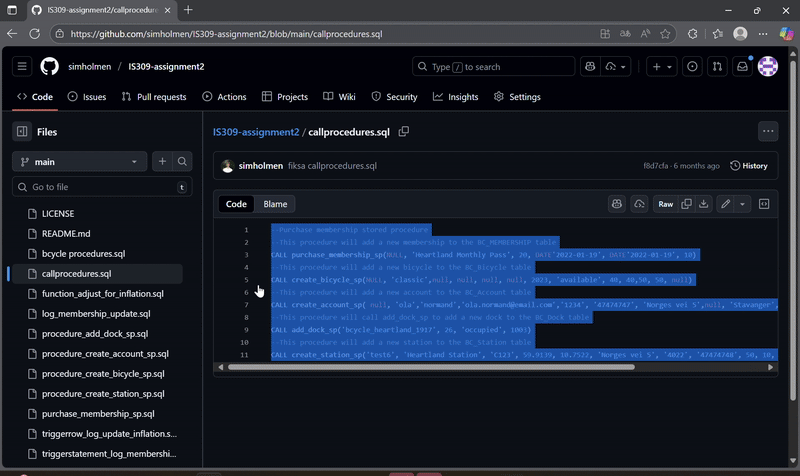 IS309-assignment2/callprocedure
https://github.com/simholmen/IS309-assignment2/blob/main/callprocedures.sql
simholmen / IS309-assignment2
Type / to search
Code
Issues
Pull requests
Actions
Projects
Wiki
Security
Insights
Settings
Files
main
Go to file
t
LICENSE
README.md
bcycle procedures.sql
callprocedures.sql
function_adjust_for_inflation.sql
log_membership_update.sql
procedure_add_dock_sp.sql
procedure_create_account_sp.sql
procedure_create_bicycle_sp.sql
procedure_create_station_sp.sql
purchase_membership_sp.sql
triggerrow_log_update_inflation.s...
triggerstatement_log_membershi...
IS309-assignment2 / callprocedures.sql
simholmen fiksa callprocedures.sql
f8d7cfa · 6 months ago
History
Code Blame
Raw
1 --Purchase membership stored procedure
2 --This procedure will add a new membership to the BC_MEMBERSHIP table
3 CALL purchase_membership_sp(NULL, 'Heartland Monthly Pass', 20, DATE'2022-01-19', DATE'2022-01-19', 10)
4 --This procedure will add a new bicycle to the BC_Bicycle table
5 CALL create_bicycle_sp(NULL, 'classic',null, null, null, null, 2023, 'available', 40, 48,50, 50, null)
6 --This procedure will add a new account to the BC_Account table
7 CALL create_account_sp( null, 'ola','normand','ola.normand@email.com','1234', '47474747', 'Norges vei 5',null, 'Stavanger',
8 --This procedure will call add_dock_sp to add a new dock to the BC_Dock table
9 CALL add_dock_sp('bcycle_heartland_1917', 26, 'occupied', 1003)
10 --This procedure will add a new station to the BC_Station table
11 CALL create_station_sp('test6', 'Heartland Station', 'C123', 59.9139, 10.7522, 'Norges vei 5', '4022', '47474748', 50, 10,